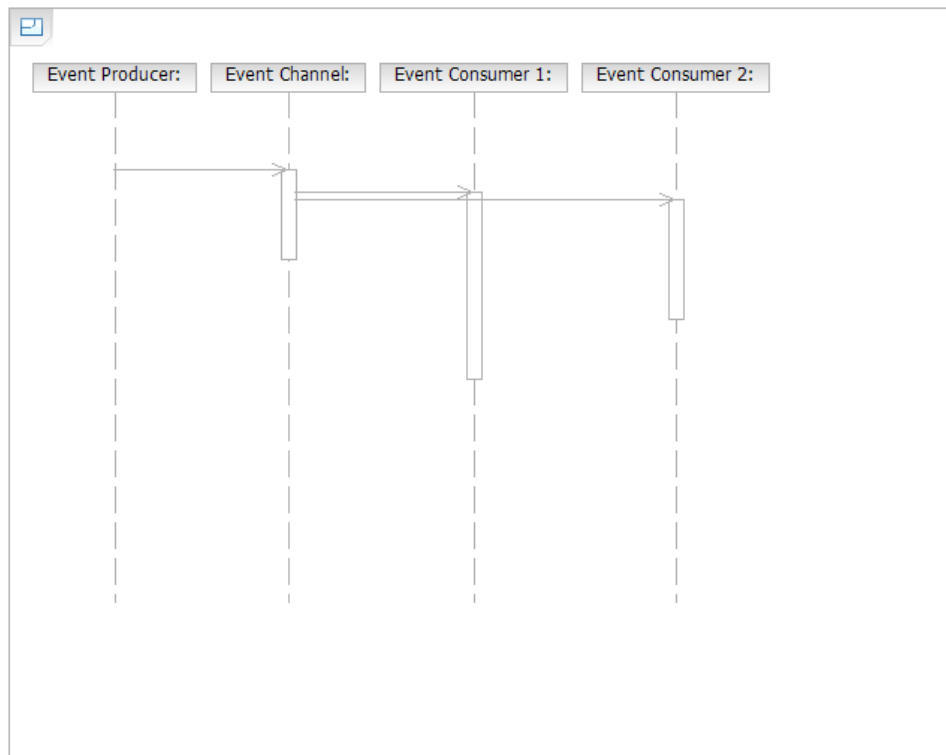 Event Producer:
Event Channel:
Event Consumer 1:
Event Consumer 2: